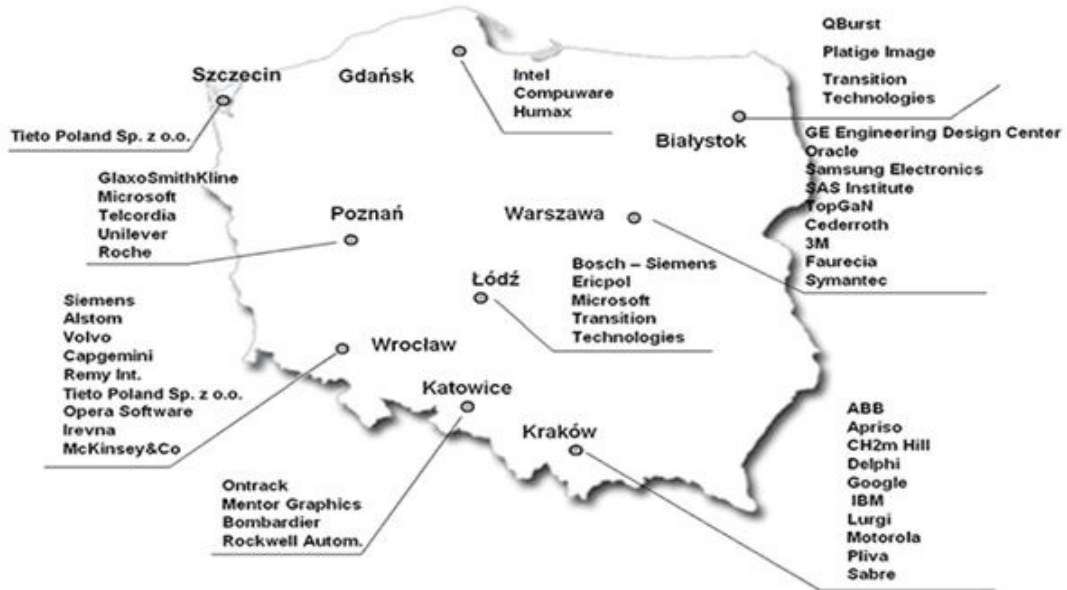 QBurst
Platige Image
Transition
Technologies
Szczecin
Gdańsk
Intel
Compuware
Humax
Tieto Poland Sp. z o.o.
Białystok
GE Engineering Design Center
Oracle
Samsung Electronics
SAS Institute
TopGaN
Cederroth
3M
Faurecia
Symantec
GlaxoSmithKline
Microsoft
Telcordia
Unilever
Roche
Poznań
Warszawa
Łódź
Bosch – Siemens
Ericpol
Microsoft
Transition
Technologies
Siemens
Alstom
Volvo
Capgemini
Remy Int.
Tieto Poland Sp. z o.o.
Opera Software
Irevna
McKinsey&Co
Wrocław
Katowice
Kraków
Ontrack
Mentor Graphics
Bombardier
Rockwell Autom.
ABB
Apriso
CH2m Hill
Delphi
Google
IBM
Lurgi
Motorola
Pliva
Sabre